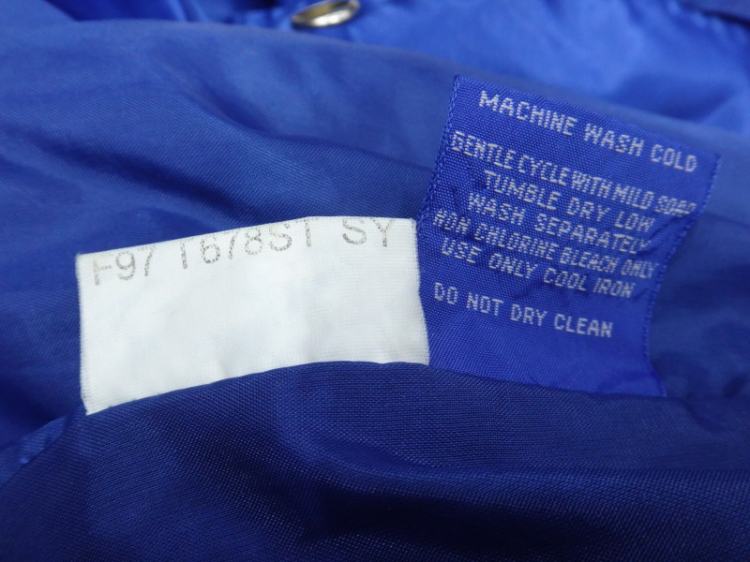 F97 T678ST SY
MACHINE WASH COLD
GENTLE CYCLE WITH MILD SOAP
TUMBLE DRY LOW
WASH SEPARATELY
NON CHLORINE BLEACH ONLY
USE ONLY COOL IRON
DO NOT DRY CLEAN